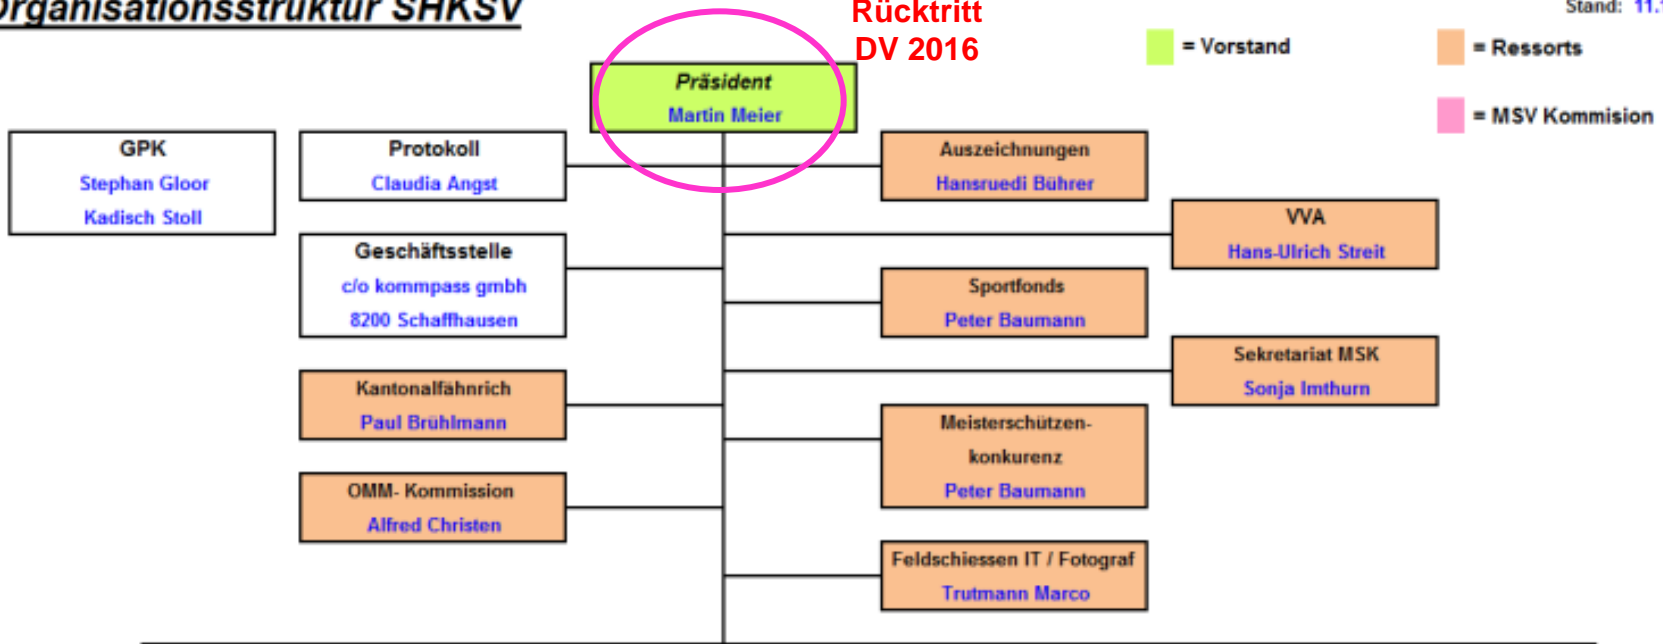 Organisationsstruktur SHKSV
Rücktritt
DV 2016
Stand: 11.1
= Vorstand
= Ressorts
= MSV Kommision
Präsident
Martin Meier
GPK
Stephan Gloor
Kadisch Stoll
Protokoll
Claudia Angst
Auszeichnungen
Hansruedi Bührer
VVA
Hans-Ulrich Streit
Geschäftsstelle
c/o kommpass gmbh
8200 Schaffhausen
Sportfonds
Peter Baumann
Sekretariat MSK
Sonja Imthurn
Kantonalfähnrich
Paul Brühlmann
Meisterschützen-
konkurenz
Peter Baumann
OMM- Kommission
Alfred Christen
Feldschiessen IT / Fotograf
Trutmann Marco